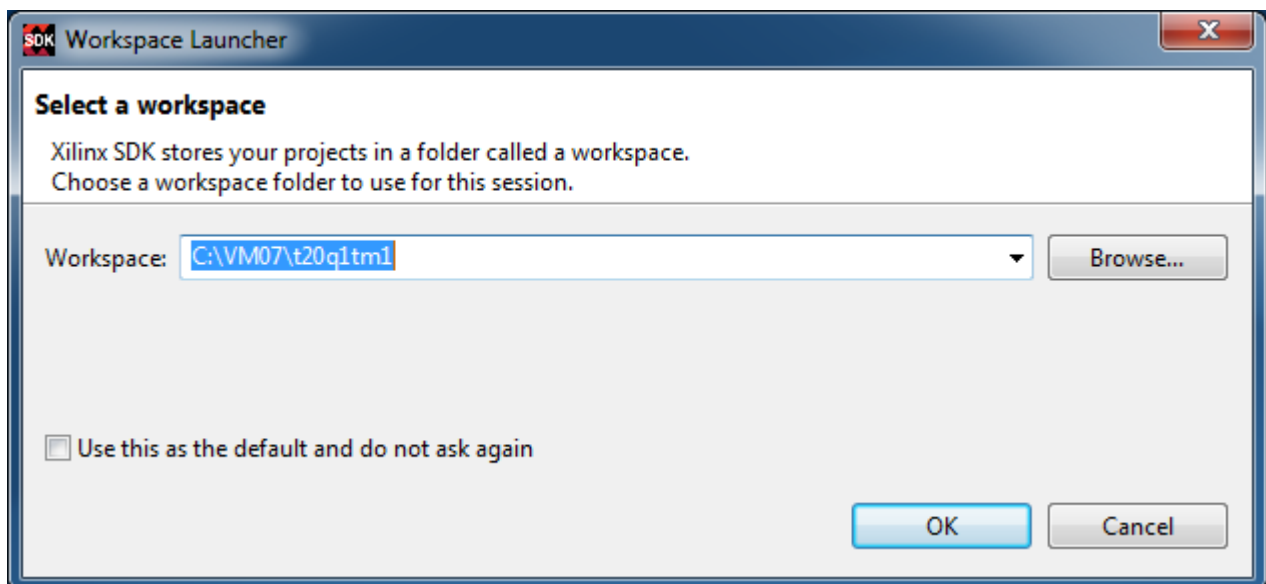 SDK Workspace Launcher
Select a workspace
Xilinx SDK stores your projects in a folder called a workspace.
Choose a workspace folder to use for this session.
Workspace: C:\VM07\t20q1tm1 Browse...
Use this as the default and do not ask again
OK Cancel